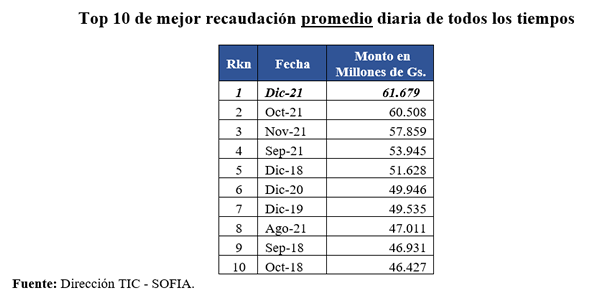 Top 10 de mejor recaudación promedio diaria de todos los tiempos
Rkn Fecha Monto en
Millones de Gs.
1 Dic-21 61.679
2 Oct-21 60.508
3 Nov-21 57.859
4 Sep-21 53.945
5 Dic-18 51.628
6 Dic-20 49.946
7 Dic-19 49.535
8 Ago-21 47.011
9 Sep-18 46.931
10 Oct-18 46.427
Fuente: Dirección TIC - SOFIA.